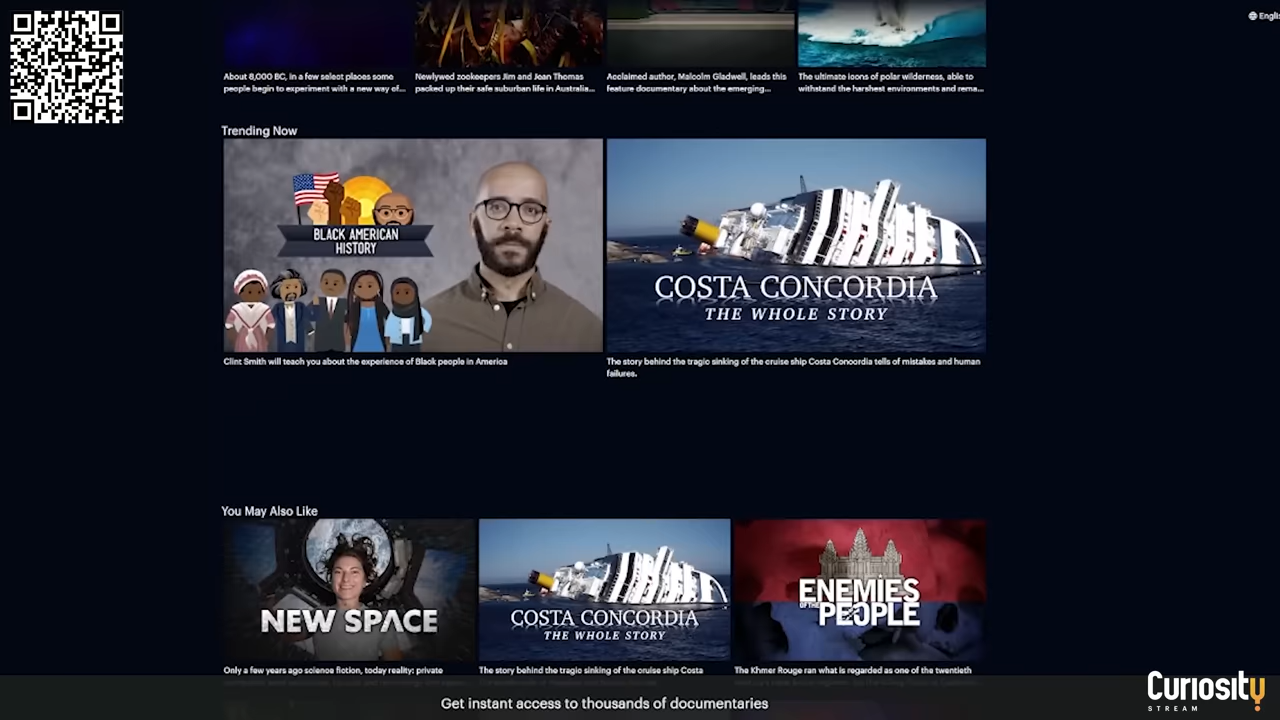 Engli
About 8,000 BC, in a few select places some
people begin to experiment with a new way of...
Newlywed zookeepers Jim and Jean Thomas
packed up their safe suburban life in Australia...
Acclaimed author, Malcolm Gladwell, leads this
feature documentary about the emerging...
The ultimate icons of polar wilderness, able to
withstand the harshest environments and rema...
Trending Now
BLACK AMERICAN
HISTORY
COSTA CONCORDIA
THE WHOLE STORY
Clint Smith will teach you about the experience of Black people in America
The story behind the tragic sinking of the cruise ship Costa Concordia tells of mistakes and human
failures.
You May Also Like
NEW SPACE
COSTA CONCORDIA
THE WHOLE STORY
ENEMIES
OF THE PEOPLE
Only a few years ago science fiction, today reality: private
The story behind the tragic sinking of the cruise ship Costa
The Khmer Rouge ran what is regarded as one of the twentieth
Get instant access to thousands of documentaries
Curiosity
STREAM